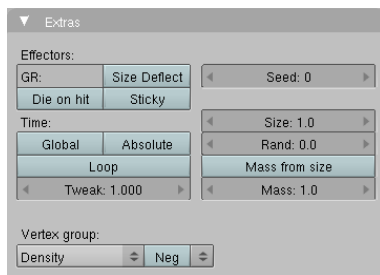 Extras
Effectors:
GR: Size Deflect
Die on hit Sticky
Seed: 0
Time:
Global Absolute
Loop
Tweak: 1.000
Size: 1.0
Rand: 0.0
Mass from size
Mass: 1.0
Vertex group:
Density Neg